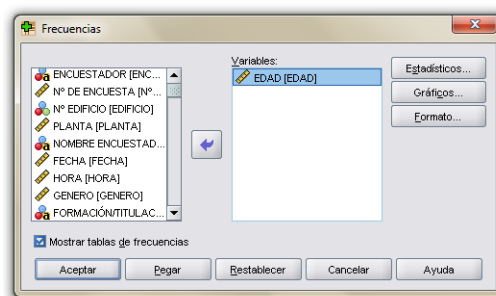 Frecuencias
ENCUESTADOR [ENC...
Nº DE ENCUESTA [Nº...
Nº EDIFICIO [EDIFICIO]
PLANTA [PLANTA]
NOMBRE ENCUESTAD...
FECHA [FECHA]
HORA [HORA]
GENERO [GENERO]
FORMACIÓN/TITULAC...
Variables:
EDAD [EDAD]
Estadísticos...
Gráficos...
Formato...
Mostrar tablas de frecuencias
Aceptar
Pegar
Restablecer
Cancelar
Ayuda